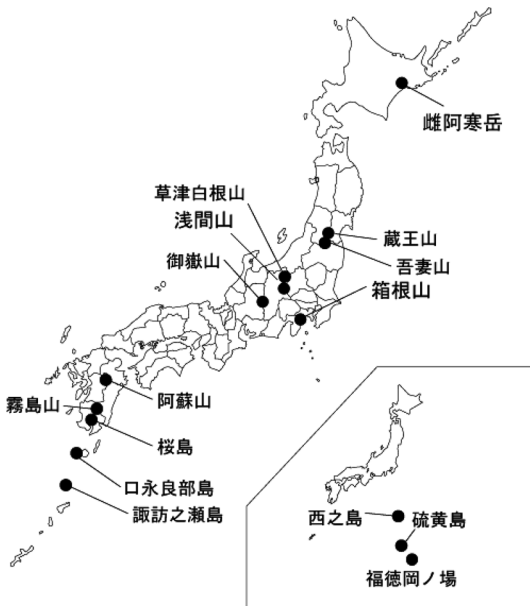 雌阿寒岳
草津白根山
浅間山
蔵王山
御嶽山
吾妻山
箱根山
阿蘇山
霧島山
桜島
口永良部島
諏訪之瀬島
西之島
硫黄島
福徳岡ノ場